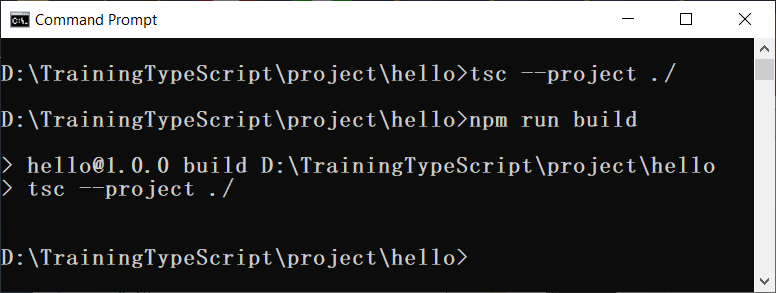 Command Prompt
D:\TrainingTypeScript\project\hello>tsc --project ./
D:\TrainingTypeScript\project\hello>npm run build
> hello@1.0.0 build D:\TrainingTypeScript\project\hello
> tsc --project ./
D:\TrainingTypeScript\project\hello>